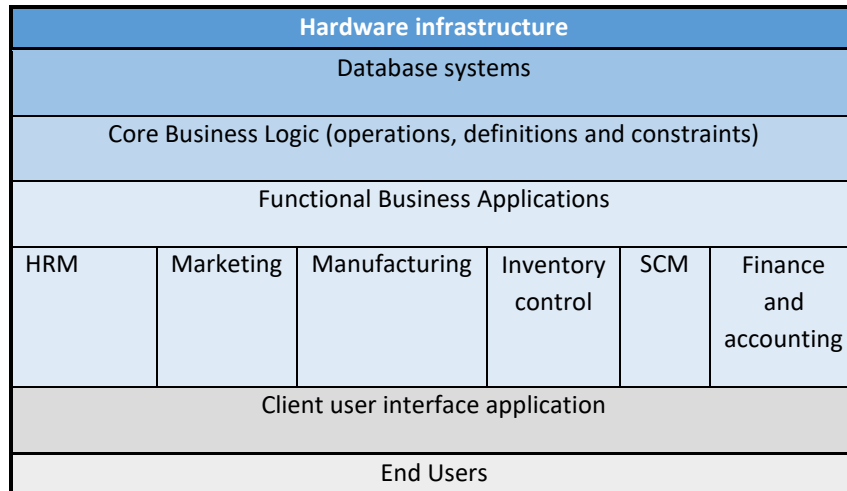 Hardware infrastructure
Database systems
Core Business Logic (operations, definitions and constraints)
Functional Business Applications
HRM
Marketing
Manufacturing
Inventory
control
SCM
Finance
and
accounting
Client user interface application
End Users